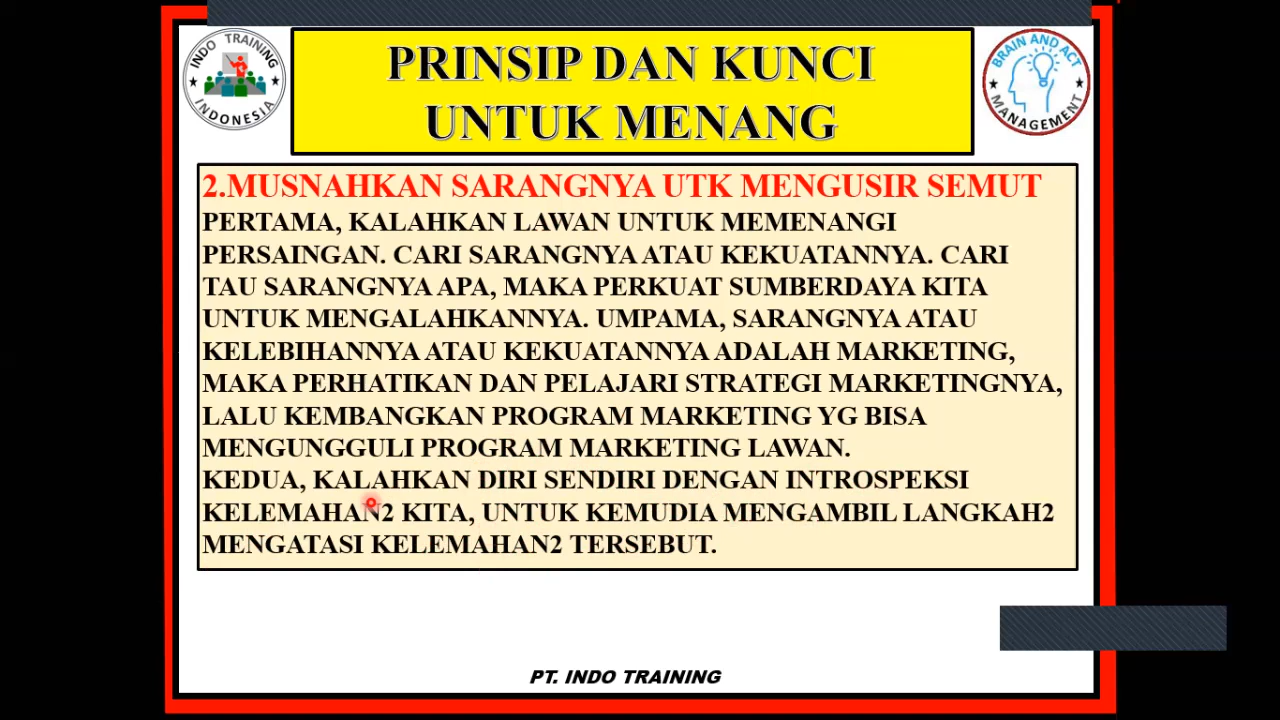 INDO TRAINING
INDONESIA
PRINSIP DAN KUNCI
UNTUK MENANG
BRAIN AND ACT
MANAGEMENT
2.MUSNAHKAN SARANGNYA UTK MENGUSIR SEMUT
PERTAMA, KALAHKAN LAWAN UNTUK MEMENANGI
PERSAINGAN. CARI SARANGNYA ATAU KEKUATANNYA. CARI
TAU SARANGNYA APA, MAKA PERKUAT SUMBERDAYA KITA
UNTUK MENGALAHKANNYA. UMPAMA, SARANGNYA ATAU
KELEBIHANNYA ATAU KEKUATANNYA ADALAH MARKETING,
MAKA PERHATIKAN DAN PELAJARI STRATEGI MARKETINGNYA,
LALU KEMBANGKAN PROGRAM MARKETING YG BISA
MENGUNGGULI PROGRAM MARKETING LAWAN.
KEDUA, KALAHKAN DIRI SENDIRI DENGAN INTROSPEKSI
KELEMAHAN2 KITA, UNTUK KEMUDIA MENGAMBIL LANGKAH2
MENGATASI KELEMAHAN2 TERSEBUT.
PT. INDO TRAINING